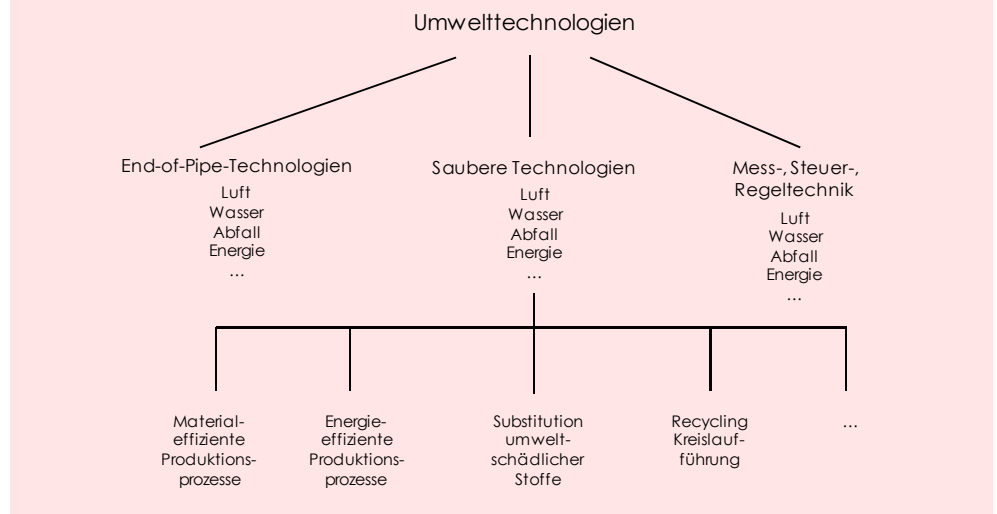 Umwelttechnologien
End-of-Pipe-Technologien
Luft
Wasser
Abfall
Energie
...
Saubere Technologien
Luft
Wasser
Abfall
Energie
...
Mess-, Steuer-,
Regeltechnik
Luft
Wasser
Abfall
Energie
...
Material-
effiziente
Produktions-
prozesse
Energie-
effiziente
Produktions-
prozesse
Substitution
umwelt-
schädlicher
Stoffe
Recycling
Kreislauf-
führung
...